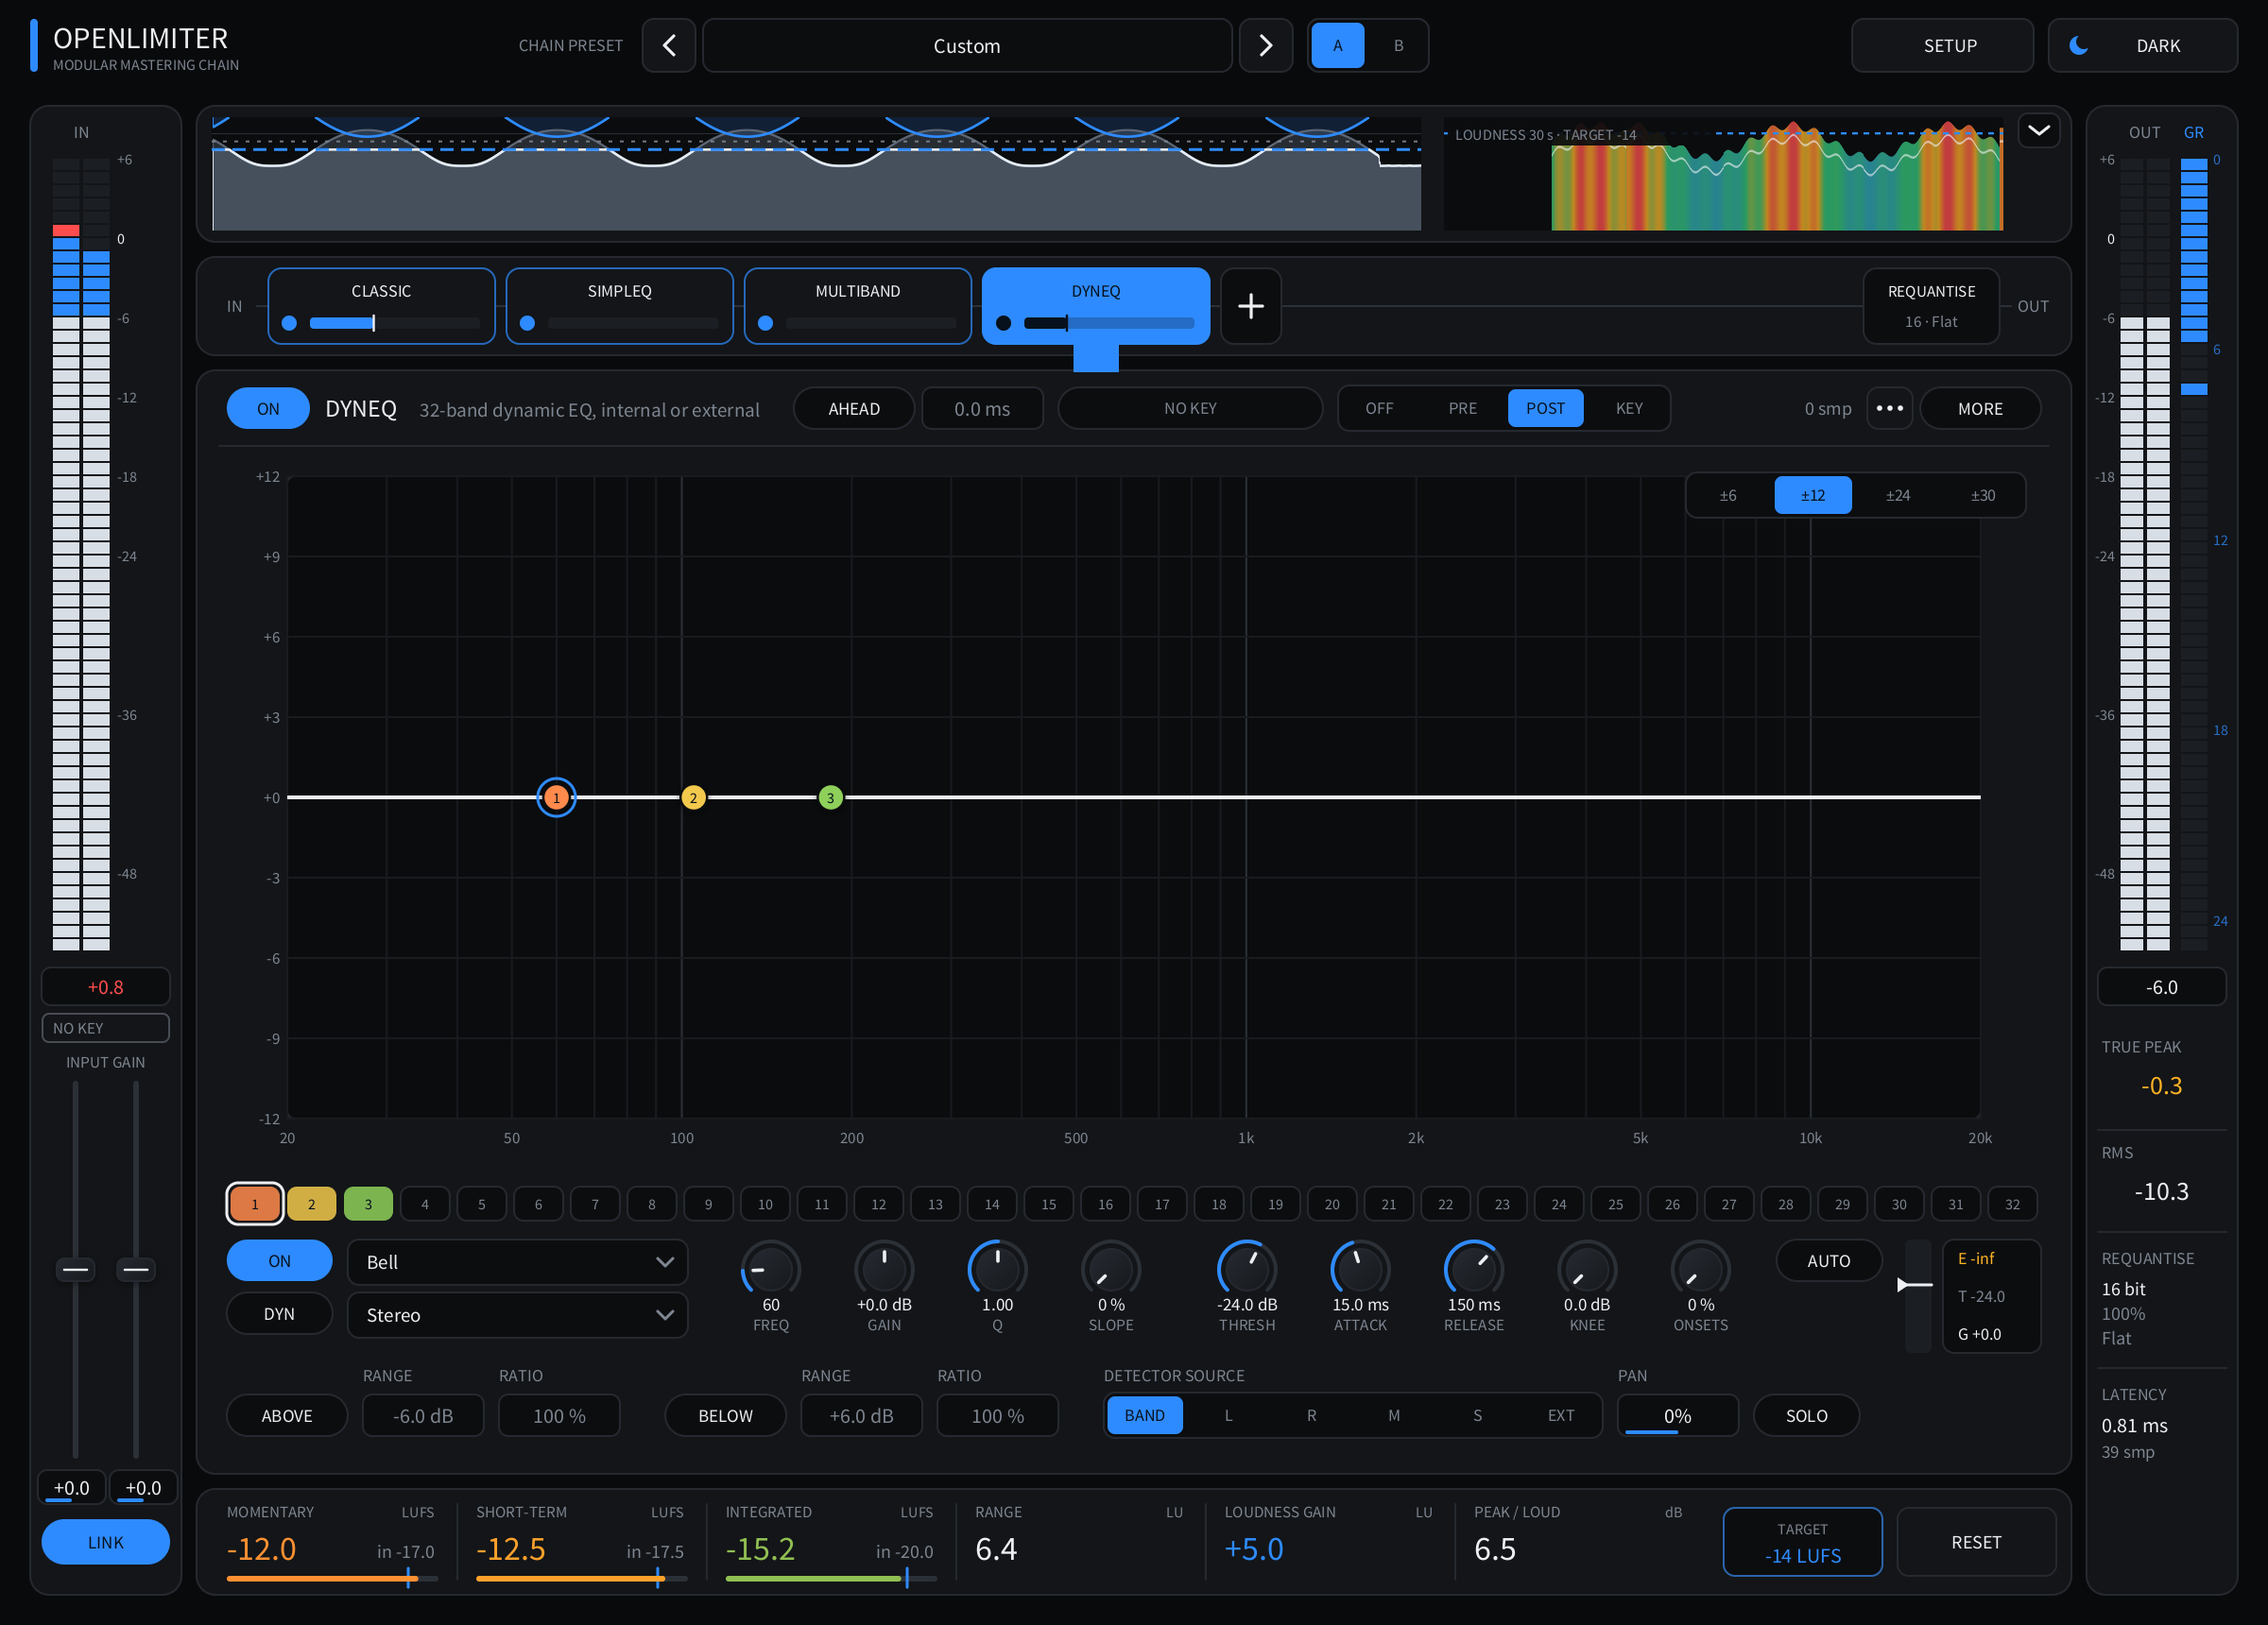 OPENLIMITER
MODULAR MASTERING CHAIN
CHAIN PRESET
Custom
A B
SETUP
DARK
IN
+6
0
-6
-12
-18
-24
-36
-48
+0.8
NO KEY
INPUT GAIN
+0.0 +0.0
LINK
LOUDNESS 30 s · TARGET -14
IN
CLASSIC
SIMPLEQ
MULTIBAND
DYNEQ
REQUANTISE
16 · Flat
OUT
ON
DYNEQ
32-band dynamic EQ, internal or external
AHEAD
0.0 ms
NO KEY
OFF PRE POST KEY
0 smp
MORE
±6 ±12 ±24 ±30
+12
+9
+6
+3
+0
-3
-6
-9
-12
1 2 3
20 50 100 200 500 1k 2k 5k 10k 20k
1 2 3 4 5 6 7 8 9 10 11 12 13 14 15 16 17 18 19 20 21 22 23 24 25 26 27 28 29 30 31 32
ON
Bell
DYN
Stereo
60
FREQ
+0.0 dB
GAIN
1.00
Q
0 %
SLOPE
-24.0 dB
THRESH
15.0 ms
ATTACK
150 ms
RELEASE
0.0 dB
KNEE
0 %
ONSETS
AUTO
E -inf
T -24.0
G +0.0
RANGE RATIO
ABOVE -6.0 dB 100 %
RANGE RATIO
BELOW +6.0 dB 100 %
DETECTOR SOURCE
BAND L R M S EXT
PAN
0%
SOLO
MOMENTARY LUFS
-12.0 in -17.0
SHORT-TERM LUFS
-12.5 in -17.5
INTEGRATED LUFS
-15.2 in -20.0
RANGE LU
6.4
LOUDNESS GAIN LU
+5.0
PEAK / LOUD dB
6.5
TARGET
-14 LUFS
RESET
OUT GR
+6
0
-6
-12
-18
-24
-36
-48
0
6
12
18
24
-6.0
TRUE PEAK
-0.3
RMS
-10.3
REQUANTISE
16 bit
100%
Flat
LATENCY
0.81 ms
39 smp